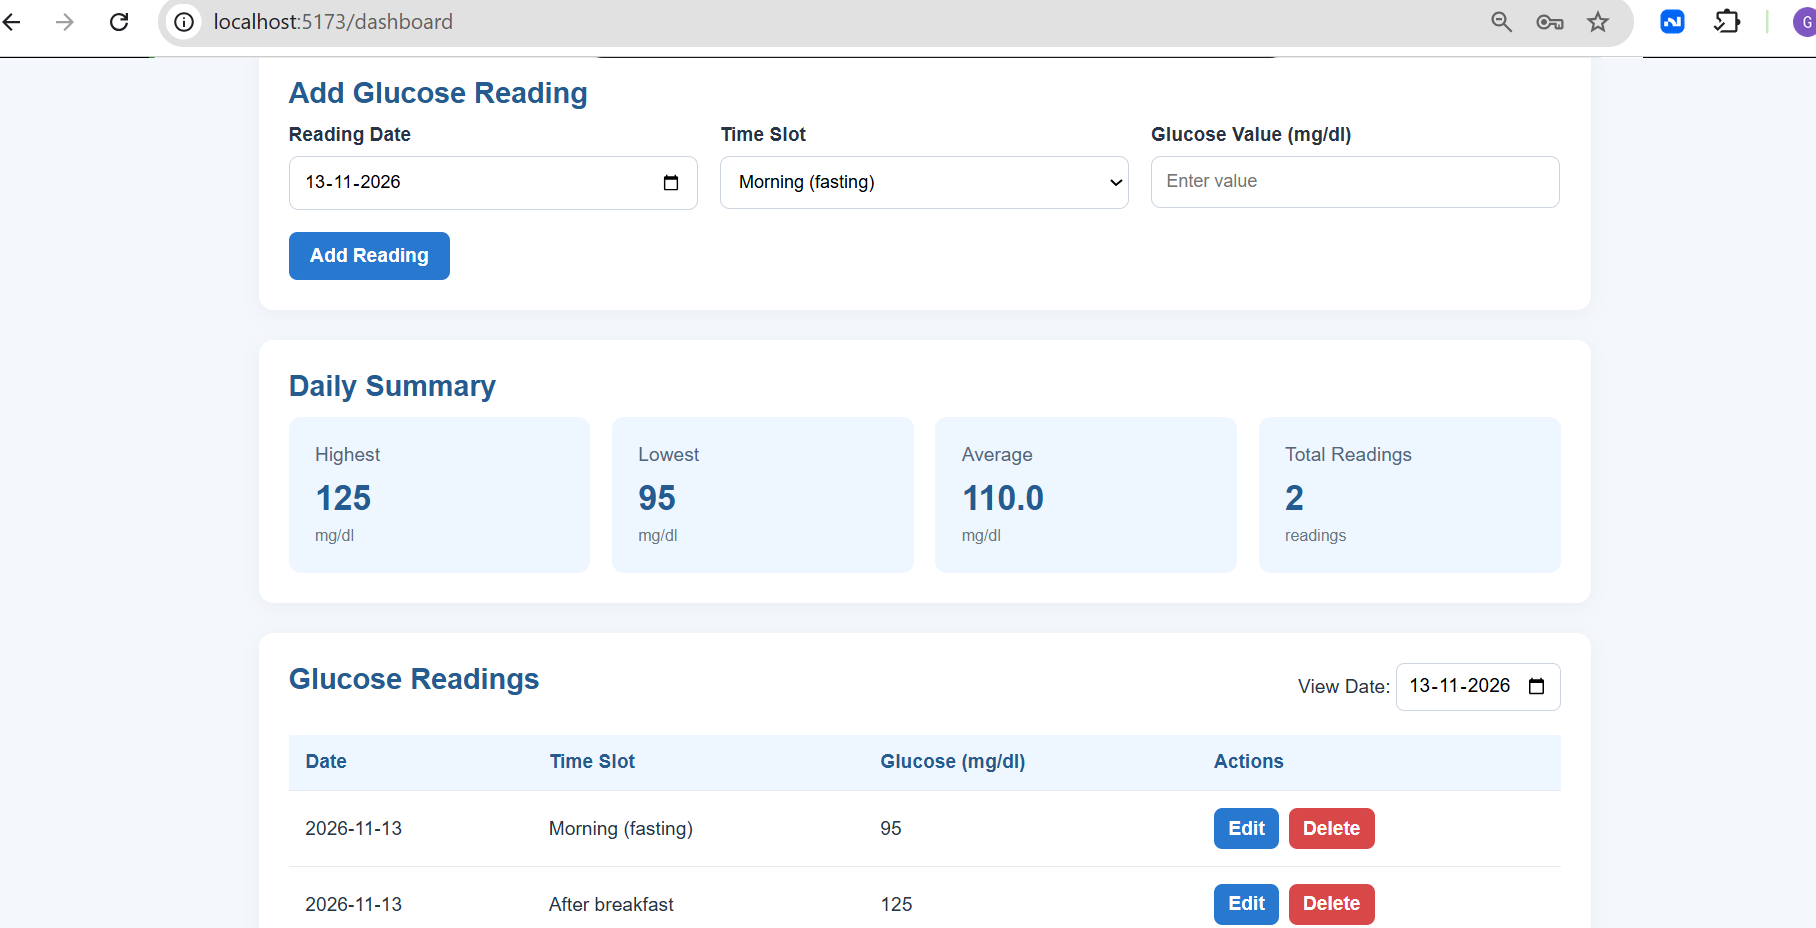 localhost:5173/dashboard
G
Add Glucose Reading
Reading Date Time Slot Glucose Value (mg/dl)
13-11-2026 Morning (fasting) Enter value
Add Reading
Daily Summary
Highest Lowest Average Total Readings
125 95 110.0 2
mg/dl mg/dl mg/dl readings
Glucose Readings
View Date: 13-11-2026
Date Time Slot Glucose (mg/dl) Actions
2026-11-13 Morning (fasting) 95 Edit Delete
2026-11-13 After breakfast 125 Edit Delete